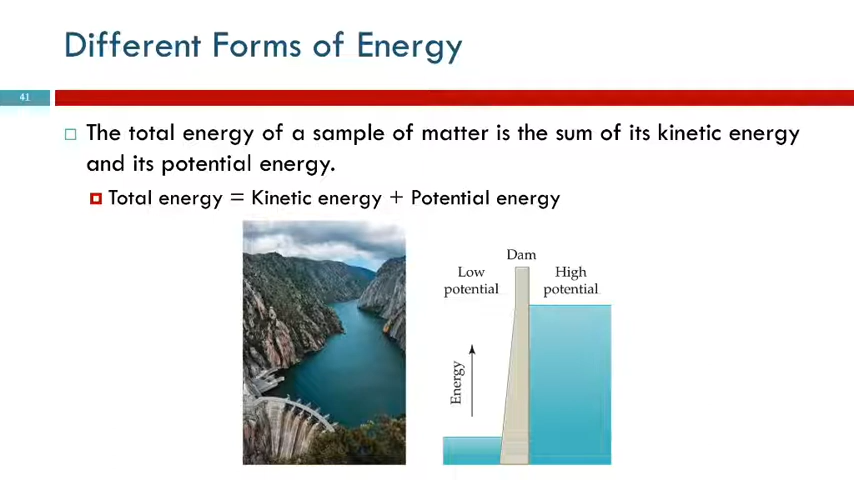 Different Forms of Energy
41
The total energy of a sample of matter is the sum of its kinetic energy
and its potential energy.
Total energy = Kinetic energy + Potential energy
Dam
Low
potential
High
potential
Energy